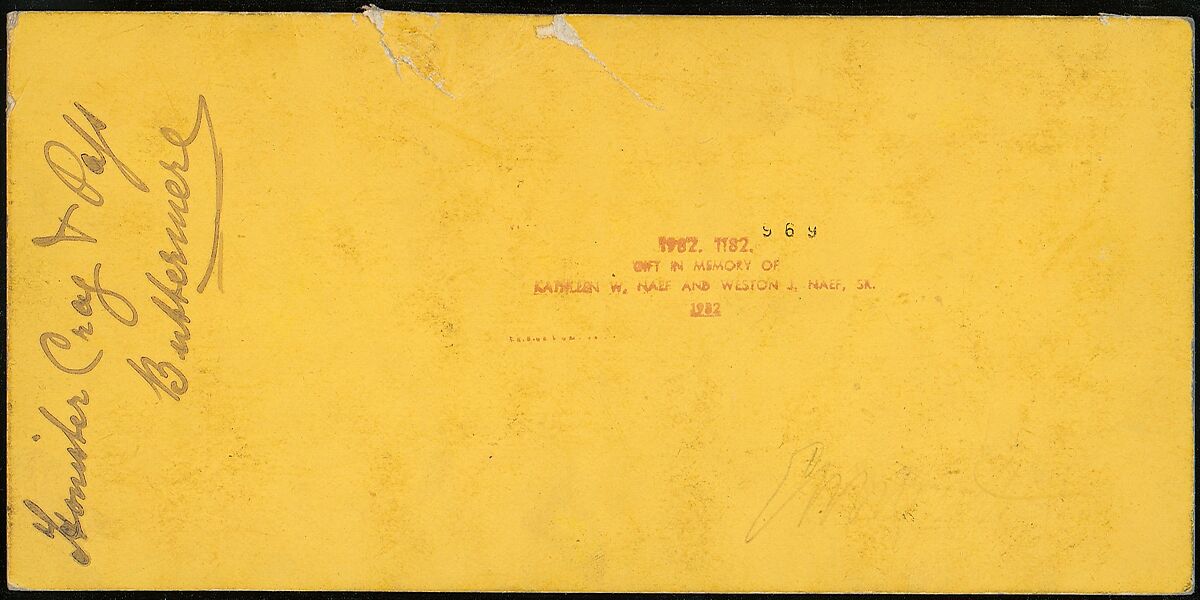 Honister Crag & Pass
Buttermere
1982. 1182. 969
GIFT IN MEMORY OF
KATHLEEN W. NAEF AND WESTON J. NAEF, SR.
1982